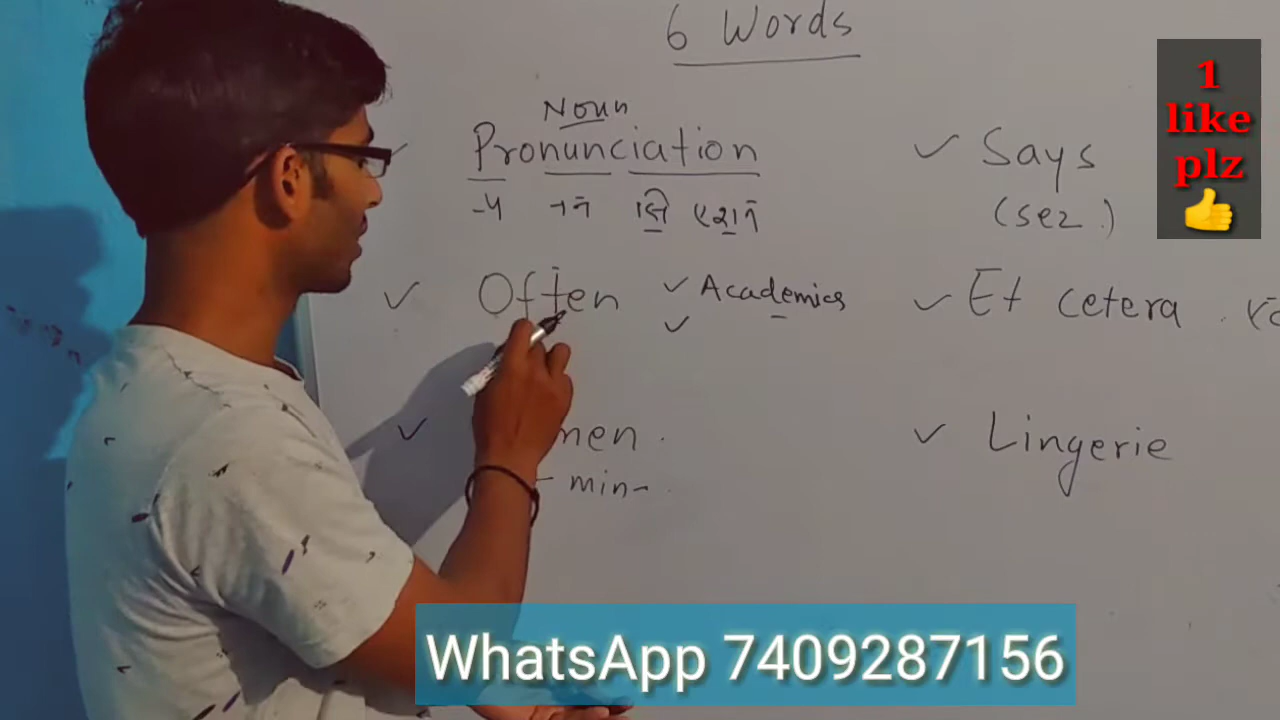 6 Words
Noun
Pronunciation
Says
(sez.)
Often
Academics
Et cetera
men
- min-
Lingerie
1
like
plz
WhatsApp 7409287156